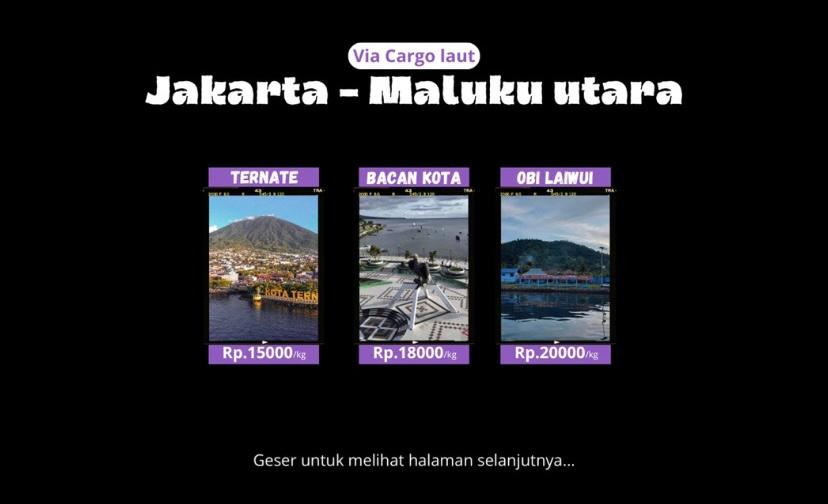 Via Cargo laut
Jakarta - Maluku utara
TERNATE
BACAN KOTA
OBI LAIWUI
KOTA TERN
Rp.15000/kg
Rp.18000/kg
Rp.20000/kg
Geser untuk melihat halaman selanjutnya...